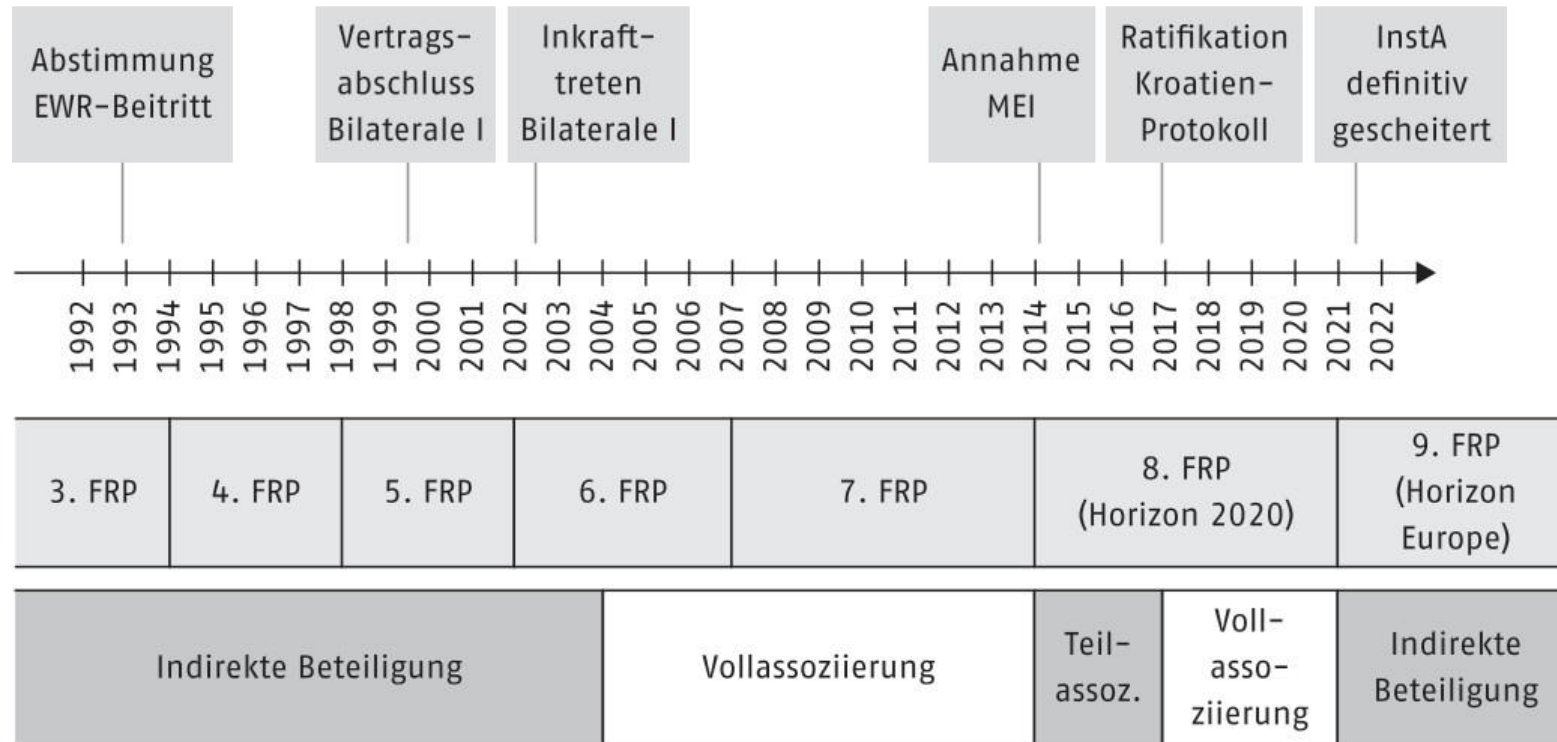 Abstimmung
EWR-Beitritt
Vertrags-
abschluss
Bilaterale I
Inkraft-
treten
Bilaterale I
Annahme
MEI
Ratifikation
Kroatien-
Protokoll
InstA
definitiv
gescheitert
1992
1993
1994
1995
1996
1997
1998
1999
2000
2001
2002
2003
2004
2005
2006
2007
2008
2009
2010
2011
2012
2013
2014
2015
2016
2017
2018
2019
2020
2021
2022
3. FRP
4. FRP
5. FRP
6. FRP
7. FRP
8. FRP
(Horizon 2020)
9. FRP
(Horizon
Europe)
Indirekte Beteiligung
Vollassoziierung
Teil-
assoz.
Voll-
asso-
ziierung
Indirekte
Beteiligung